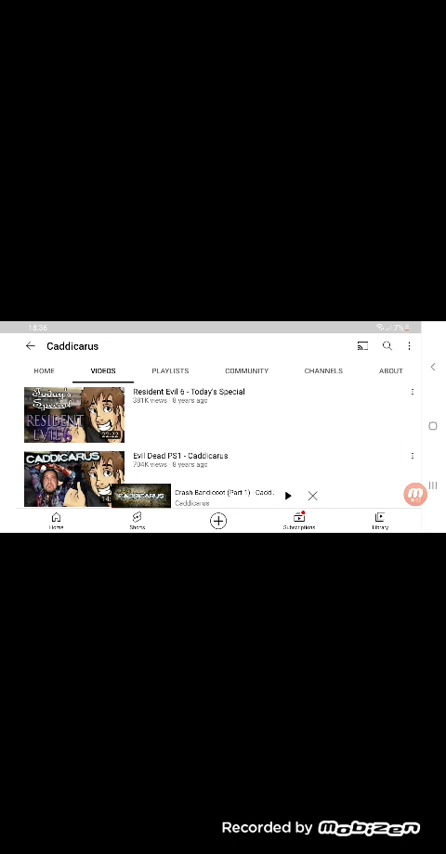 18:36
7%
Caddicarus
HOME VIDEOS PLAYLISTS COMMUNITY CHANNELS ABOUT
Today's
Special
RESIDENT
EVIL 6
Resident Evil 6 - Today's Special
381K views · 8 years ago
CADDICARUS
Evil Dead PS1 - Caddicarus
704K views · 8 years ago
CADDICARUS
Crash Bandicoot (Part 1) - Caddi...
Caddicarus
Home Shorts Subscriptions Library
Recorded by mobizen